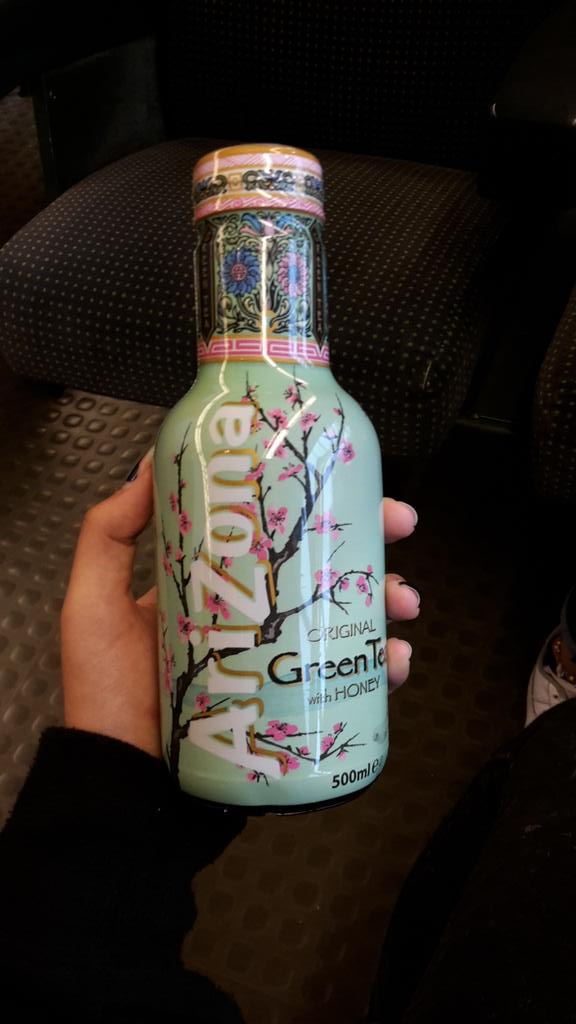 AriZona
ORIGINAL
Green Tea
with HONEY
500ml e